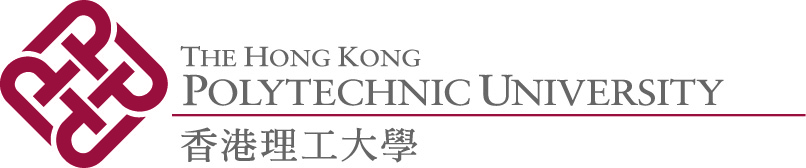 THE HONG KONG
POLYTECHNIC UNIVERSITY
香港理工大學